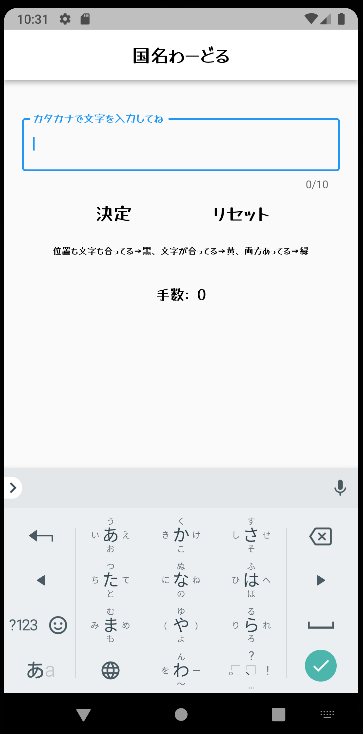 10:31
国名わーどる
カタカナで文字を入力してね
0/10
決定 リセット
位置も文字も合ってる→黒、文字が合ってる→黄、両方あってる→緑
手数: 0
う く す
い あ え き か け し さ せ
お こ そ
つ ぬ ふ
ち た て に な ね ひ は へ
と の ほ
む ゆ る
?123 み ま め ( や ) り ら れ
も よ ろ
ん ?
あa を わ ー 。 、 !
〜 …